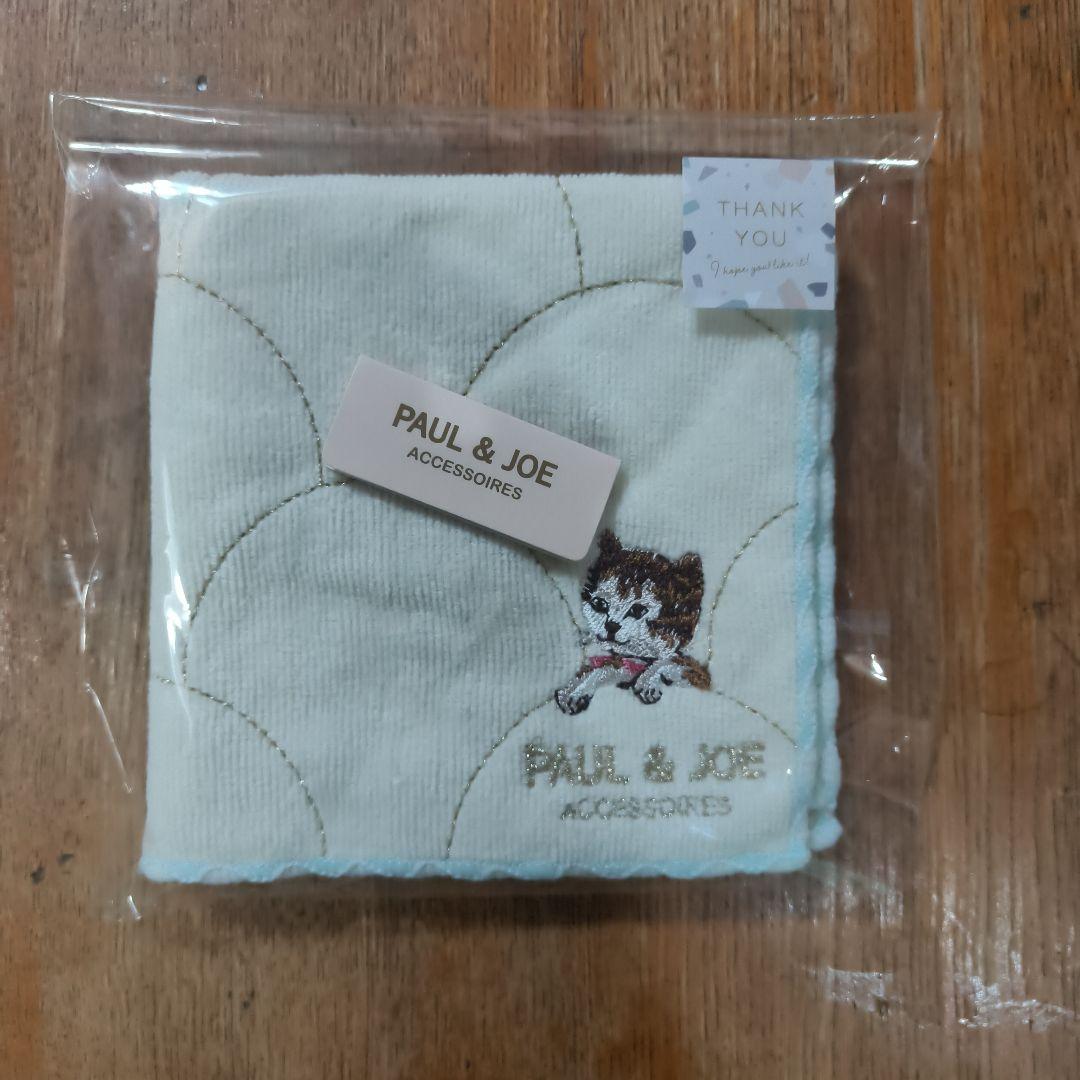 THANK
YOU
I hope you like it!
PAUL & JOE
ACCESSOIRES
PAUL & JOE
ACCESSOIRES